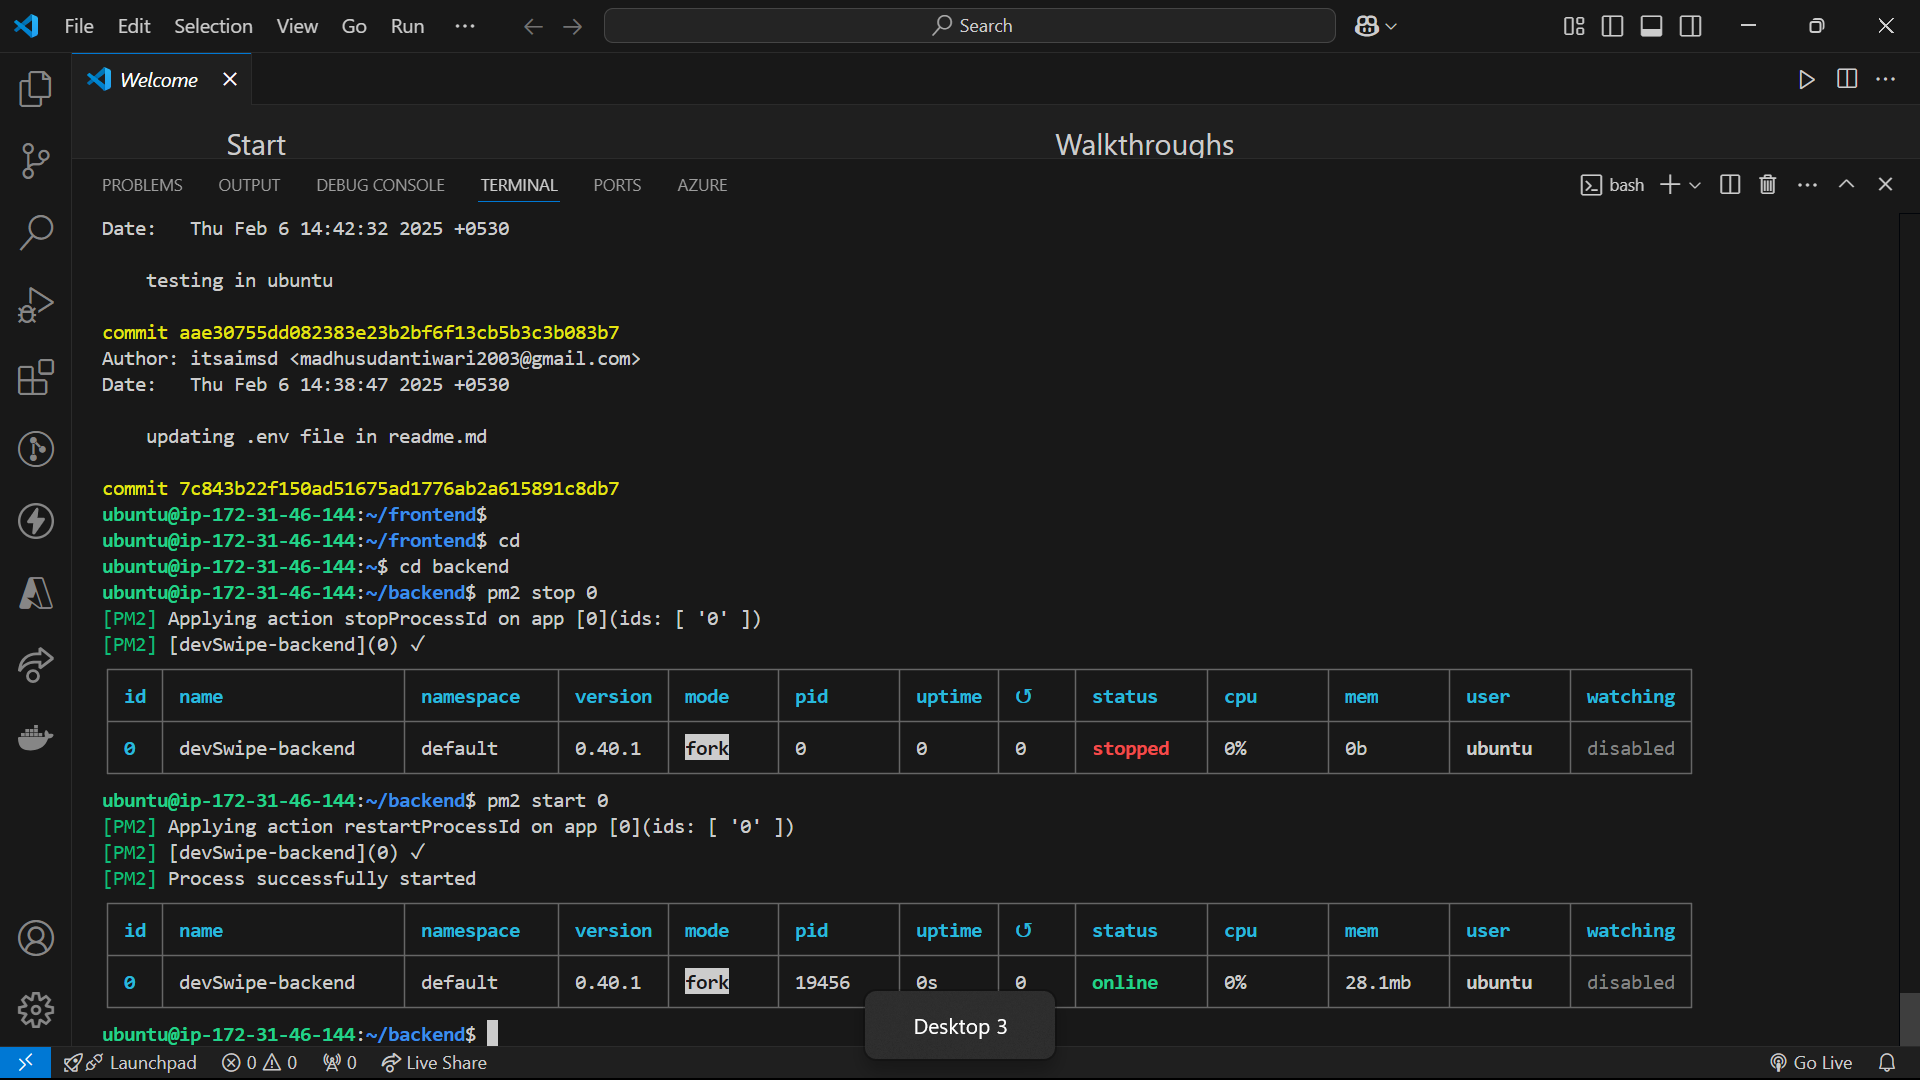 File Edit Selection View Go Run ··· Search
Welcome
Start Walkthroughs
PROBLEMS OUTPUT DEBUG CONSOLE TERMINAL PORTS AZURE bash
Date:   Thu Feb 6 14:42:32 2025 +0530
testing in ubuntu
commit aae30755dd082383e23b2bf6f13cb5b3c3b083b7
Author: itsaimsd <madhusudantiwari2003@gmail.com>
Date:   Thu Feb 6 14:38:47 2025 +0530
updating .env file in readme.md
commit 7c843b22f150ad51675ad1776ab2a615891c8db7
ubuntu@ip-172-31-46-144:~/frontend$
ubuntu@ip-172-31-46-144:~/frontend$ cd
ubuntu@ip-172-31-46-144:~$ cd backend
ubuntu@ip-172-31-46-144:~/backend$ pm2 stop 0
[PM2] Applying action stopProcessId on app [0](ids: [ '0' ])
[PM2] [devSwipe-backend](0) ✓
id name namespace version mode pid uptime ↺ status cpu mem user watching
0 devSwipe-backend default 0.40.1 fork 0 0 0 stopped 0% 0b ubuntu disabled
ubuntu@ip-172-31-46-144:~/backend$ pm2 start 0
[PM2] Applying action restartProcessId on app [0](ids: [ '0' ])
[PM2] [devSwipe-backend](0) ✓
[PM2] Process successfully started
id name namespace version mode pid uptime ↺ status cpu mem user watching
0 devSwipe-backend default 0.40.1 fork 19456 0s 0 online 0% 28.1mb ubuntu disabled
ubuntu@ip-172-31-46-144:~/backend$
Desktop 3
Launchpad 0 0 0 Live Share Go Live